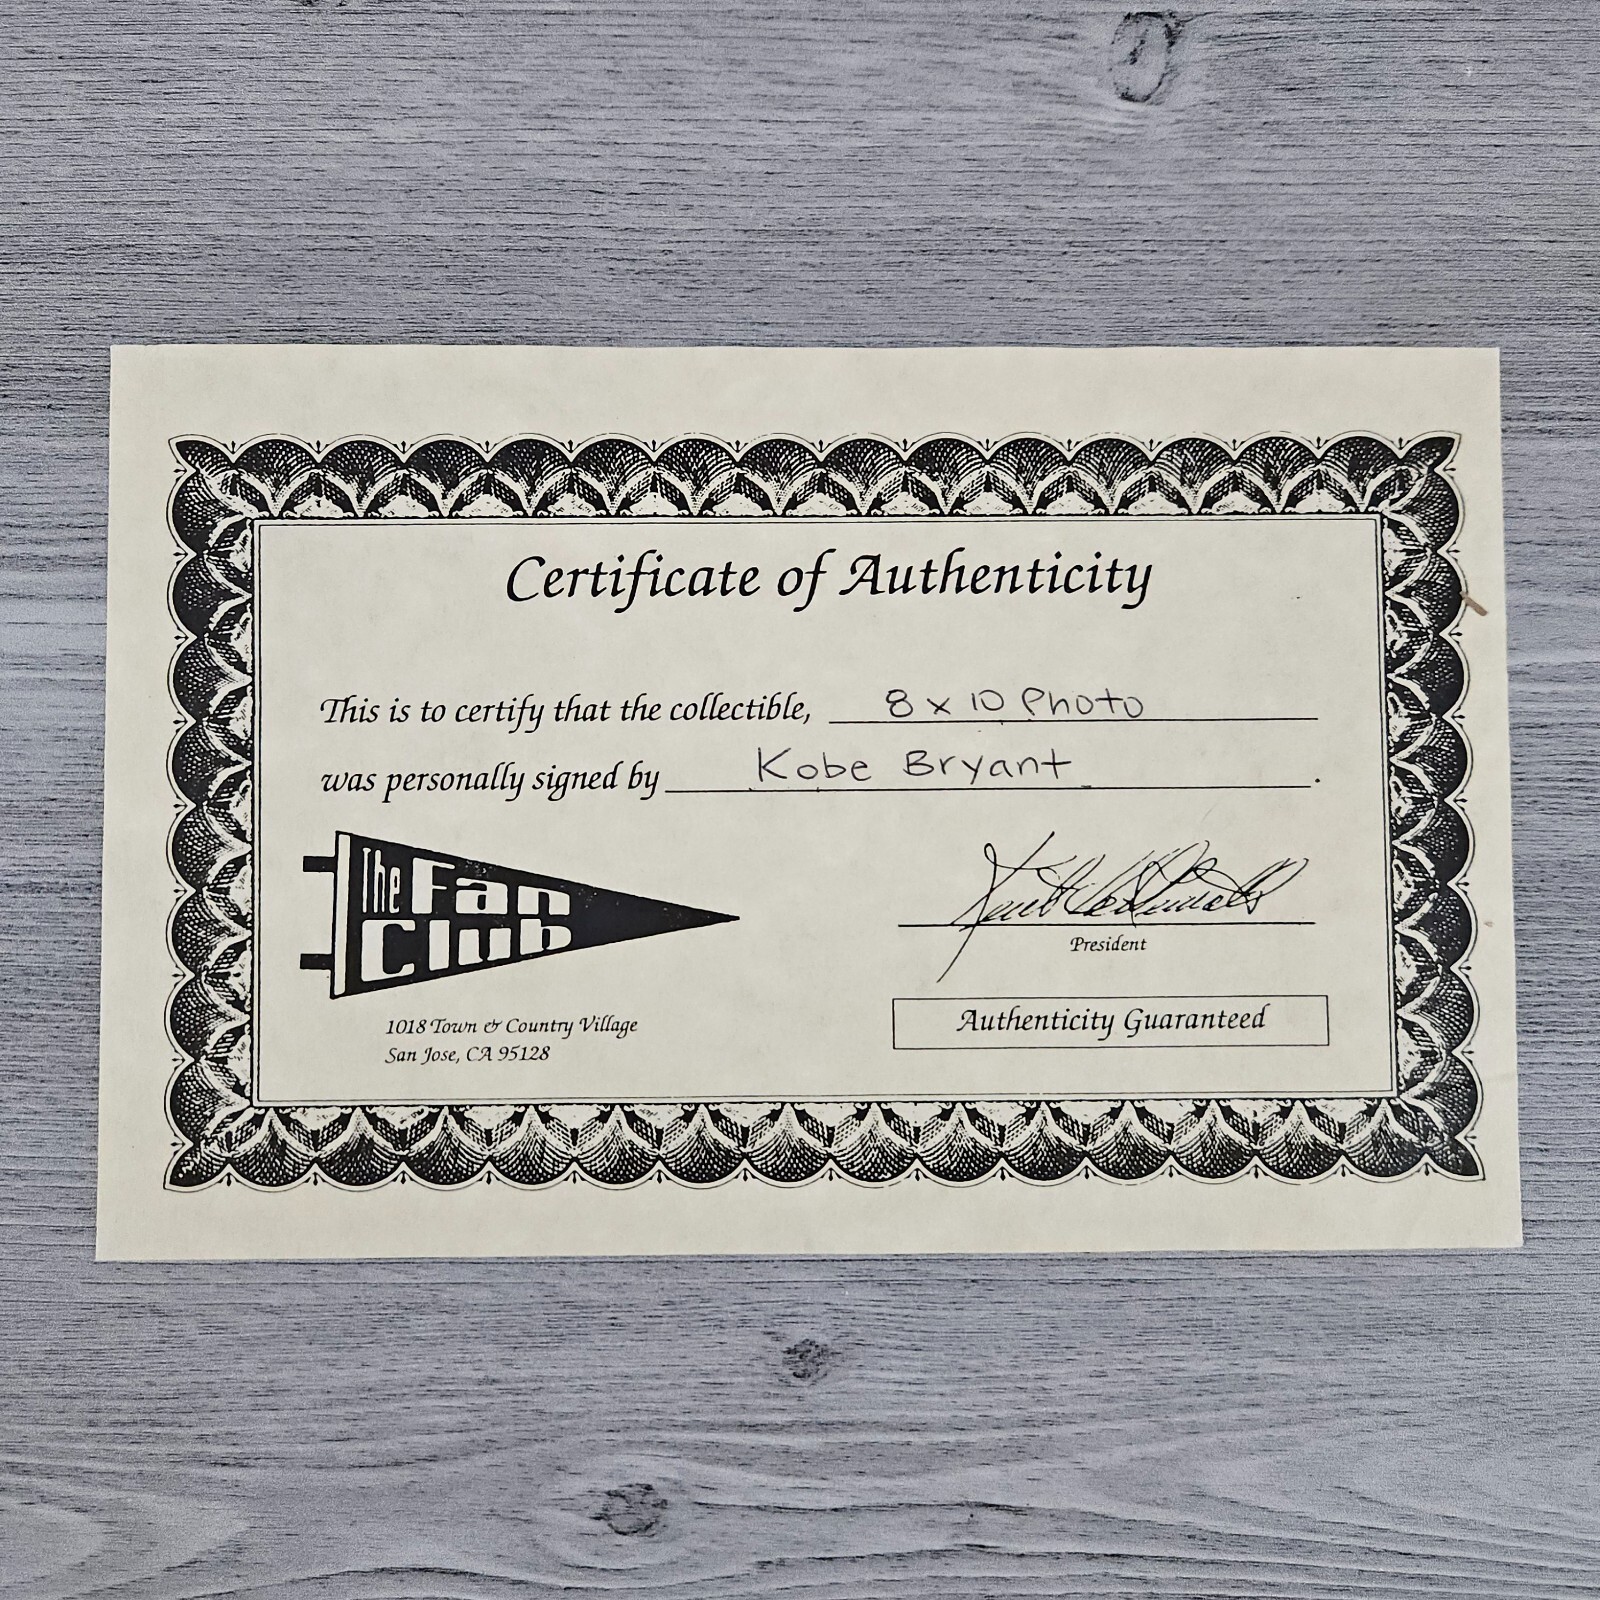 Certificate of Authenticity
This is to certify that the collectible, 8 x 10 Photo
was personally signed by Kobe Bryant.
The Fan
Club
1018 Town & Country Village
San Jose, CA 95128
President
Authenticity Guaranteed